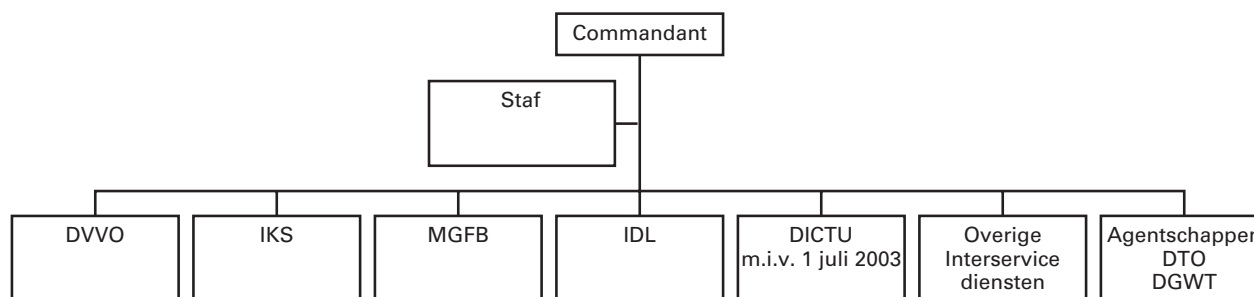 Commandant
Staf
DVVO
IKS
MGFB
IDL
DICTU
m.i.v. 1 juli 2003
Overige
Interservice
diensten
Agentschappen
DTO
DGWT